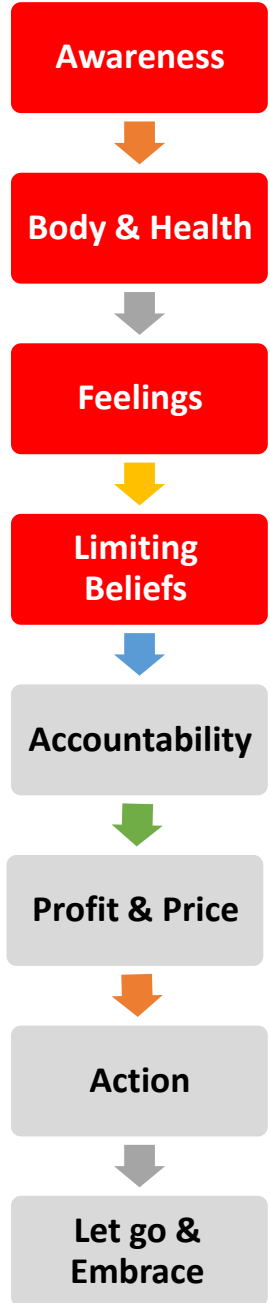 Awareness
Body & Health
Feelings
Limiting
Beliefs
Accountability
Profit & Price
Action
Let go &
Embrace